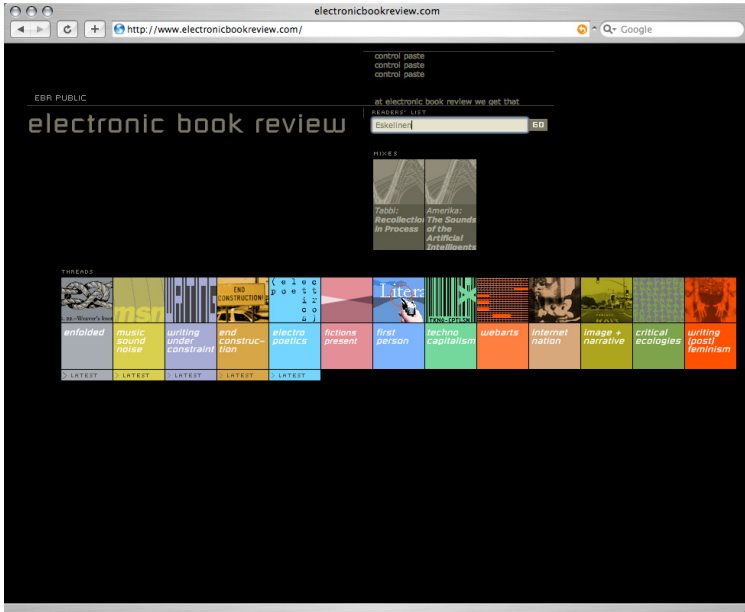 electronicbookreview.com
http://www.electronicbookreview.com/
Google
control paste
control paste
control paste
EBR PUBLIC
at electronic book review we get that
READERS' LIST
electronic book review
Eskelinen
GO
MIXES
Tabbi:
Recollection
in Process
Amerika:
The Sounds
of the
Artificial
Intelligents
THREADS
msn
END
CONSTRUCTION
(elec
poeti
Litera
enfolded
music
sound
noise
writing
under
constraint
end
construc-
tion
electro
poetics
fictions
present
first
person
techno
capitalism
webarts
internet
nation
image +
narrative
critical
ecologies
writing
(post)
feminism
> LATEST
> LATEST
> LATEST
> LATEST
> LATEST